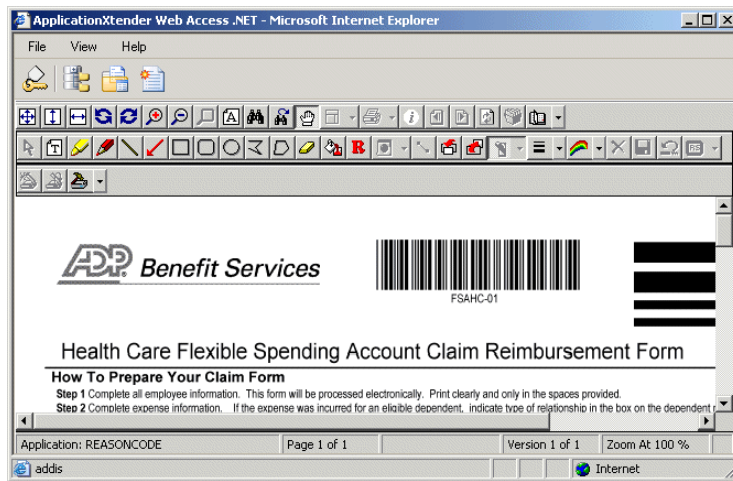 ApplicationXtender Web Access .NET - Microsoft Internet Explorer
File View Help
ADP Benefit Services
FSAHC-01
Health Care Flexible Spending Account Claim Reimbursement Form
How To Prepare Your Claim Form
Step 1 Complete all employee information. This form will be processed electronically. Print clearly and only in the spaces provided.
Step 2 Complete expense information. If the expense was incurred for an eligible dependent, indicate type of relationship in the box on the dependent r
Application: REASONCODE Page 1 of 1 Version 1 of 1 Zoom At 100 %
addis Internet